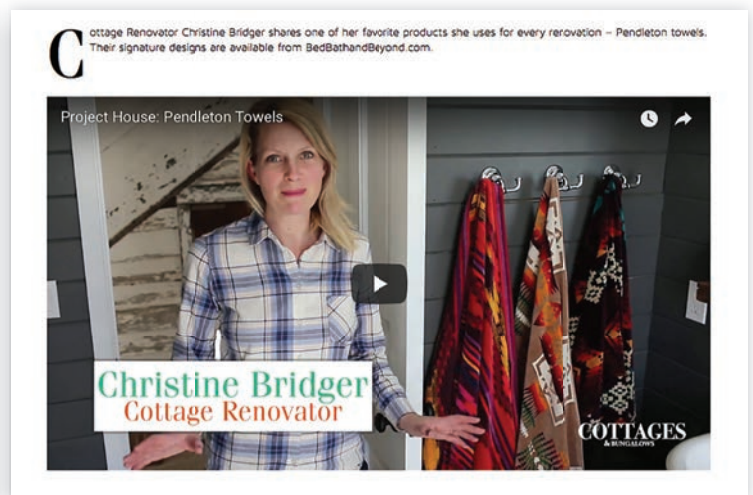 Cottage Renovator Christine Bridger shares one of her favorite products she uses for every renovation – Pendleton towels.
Their signature designs are available from BedBathandBeyond.com.
Project House: Pendleton Towels
Christine Bridger
Cottage Renovator
COTTAGES
& BUNGALOWS